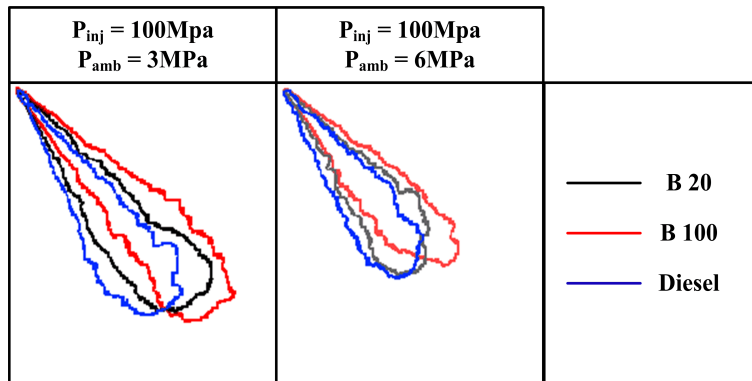 P_inj = 100Mpa
P_amb = 3MPa
P_inj = 100Mpa
P_amb = 6MPa
B 20
B 100
Diesel